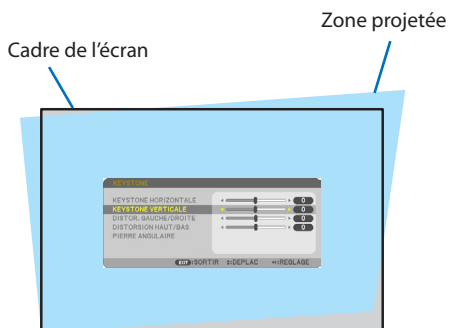 Zone projetée
Cadre de l'écran
KEYSTONE
KEYSTONE HORIZONTALE 0
KEYSTONE VERTICALE 0
DISTOR. GAUCHE/DROITE 0
DISTORSION HAUT/BAS 0
PIERRE ANGULAIRE
EXIT:SORTIR ↕:DEPLAC ↔:REGLAGE